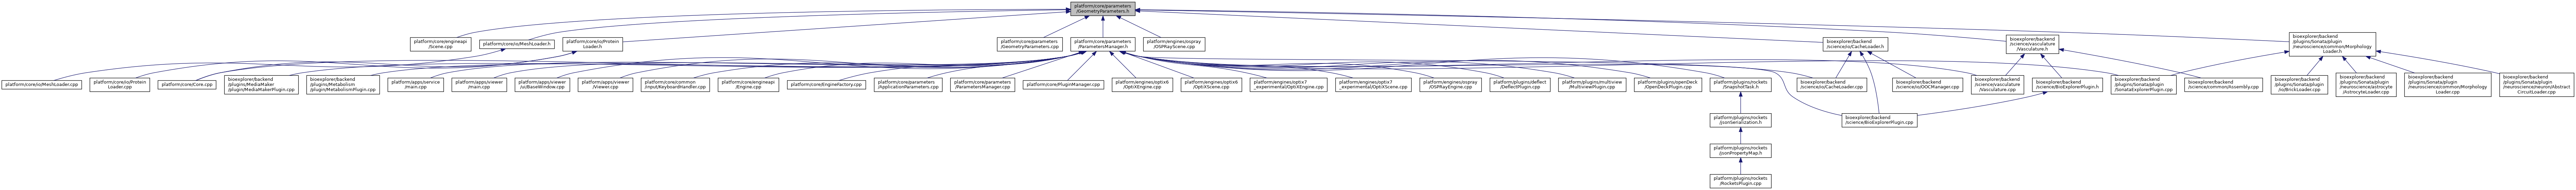 platform/core/parameters
/GeometryParameters.h
platform/core/engineapi
/Scene.cpp
platform/core/io/MeshLoader.h
platform/core/io/Protein
Loader.h
platform/core/parameters
/GeometryParameters.cpp
platform/core/parameters
/ParametersManager.h
platform/engines/ospray
/OSPRayScene.cpp
bioexplorer/backend
/science/io/CacheLoader.h
bioexplorer/backend
/science/vasculature
/Vasculature.h
bioexplorer/backend
/plugins/Sonata/plugin
/neuroscience/common/Morphology
Loader.h
platform/core/io/MeshLoader.cpp
platform/core/io/Protein
Loader.cpp
platform/core/Core.cpp
bioexplorer/backend
/plugins/MediaMaker
/plugin/MediaMakerPlugin.cpp
bioexplorer/backend
/plugins/Metabolism
/plugin/MetabolismPlugin.cpp
platform/apps/service
/main.cpp
platform/apps/viewer
/main.cpp
platform/apps/viewer
/ui/BaseWindow.cpp
platform/apps/viewer
/Viewer.cpp
platform/core/common
/input/KeyboardHandler.cpp
platform/core/engineapi
/Engine.cpp
platform/core/EngineFactory.cpp
platform/core/parameters
/ApplicationParameters.cpp
platform/core/parameters
/ParametersManager.cpp
platform/core/PluginManager.cpp
platform/engines/optix6
/OptiXEngine.cpp
platform/engines/optix6
/OptiXScene.cpp
platform/engines/optix7
_experimental/OptiXEngine.cpp
platform/engines/optix7
_experimental/OptiXScene.cpp
platform/engines/ospray
/OSPRayEngine.cpp
platform/plugins/deflect
/DeflectPlugin.cpp
platform/plugins/multiview
/MultiviewPlugin.cpp
platform/plugins/openDeck
/OpenDeckPlugin.cpp
platform/plugins/rockets
/SnapshotTask.h
bioexplorer/backend
/science/io/CacheLoader.cpp
bioexplorer/backend
/science/io/OOCManager.cpp
bioexplorer/backend
/science/vasculature
/Vasculature.cpp
bioexplorer/backend
/science/BioExplorerPlugin.h
bioexplorer/backend
/plugins/Sonata/plugin
/SonataExplorerPlugin.cpp
bioexplorer/backend
/science/common/Assembly.cpp
bioexplorer/backend
/plugins/Sonata/plugin
/io/BrickLoader.cpp
bioexplorer/backend
/plugins/Sonata/plugin
/neuroscience/astrocyte
/AstrocyteLoader.cpp
bioexplorer/backend
/plugins/Sonata/plugin
/neuroscience/common/Morphology
Loader.cpp
bioexplorer/backend
/plugins/Sonata/plugin
/neuroscience/neuron/Abstract
CircuitLoader.cpp
platform/plugins/rockets
/jsonSerialization.h
bioexplorer/backend
/science/BioExplorerPlugin.cpp
platform/plugins/rockets
/jsonPropertyMap.h
platform/plugins/rockets
/RocketsPlugin.cpp